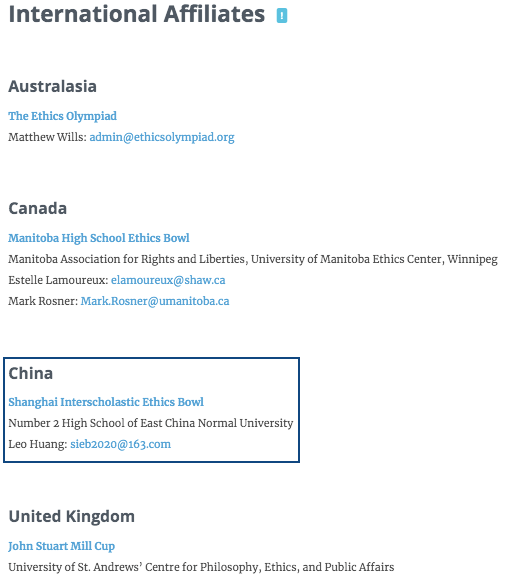 International Affiliates !
Australasia
The Ethics Olympiad
Matthew Wills: admin@ethicsolympiad.org
Canada
Manitoba High School Ethics Bowl
Manitoba Association for Rights and Liberties, University of Manitoba Ethics Center, Winnipeg
Estelle Lamoureux: elamoureux@shaw.ca
Mark Rosner: Mark.Rosner@umanitoba.ca
China
Shanghai Interscholastic Ethics Bowl
Number 2 High School of East China Normal University
Leo Huang: sieb2020@163.com
United Kingdom
John Stuart Mill Cup
University of St. Andrews’ Centre for Philosophy, Ethics, and Public Affairs